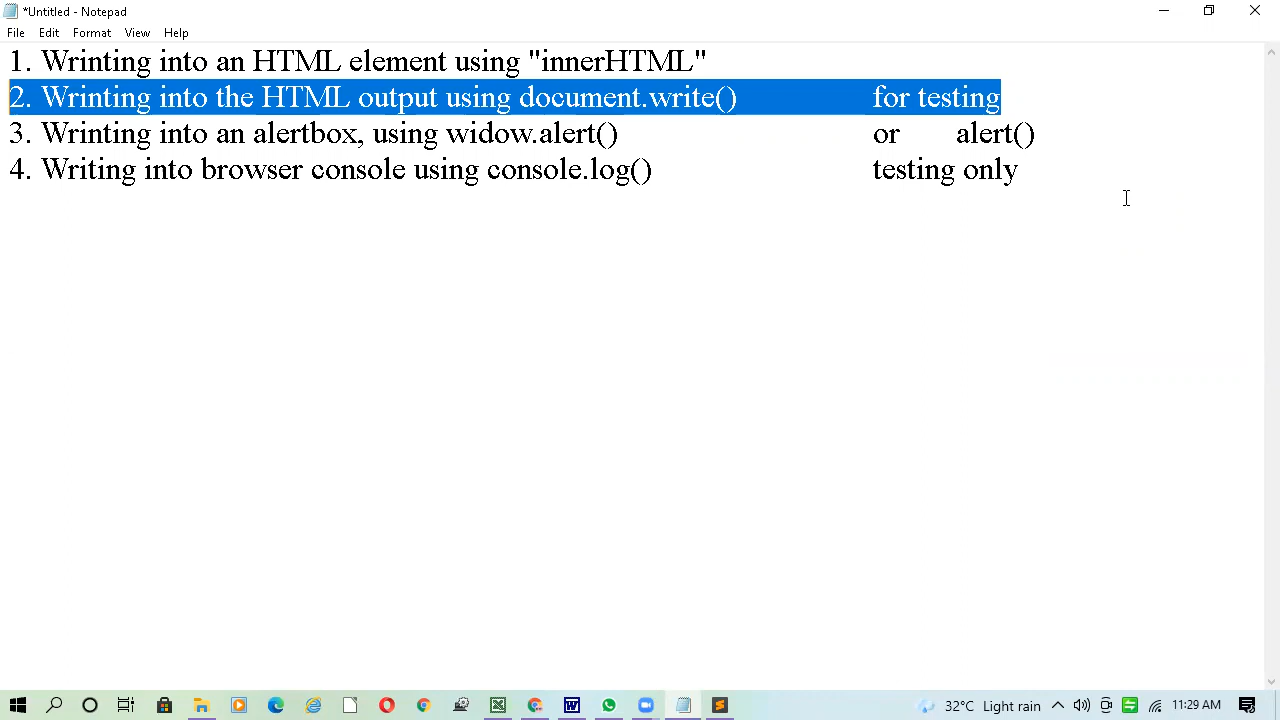 *Untitled - Notepad
File Edit Format View Help
1. Wrinting into an HTML element using "innerHTML"
2. Wrinting into the HTML output using document.write() for testing
3. Wrinting into an alertbox, using widow.alert() or alert()
4. Writing into browser console using console.log() testing only
32°C Light rain 11:29 AM